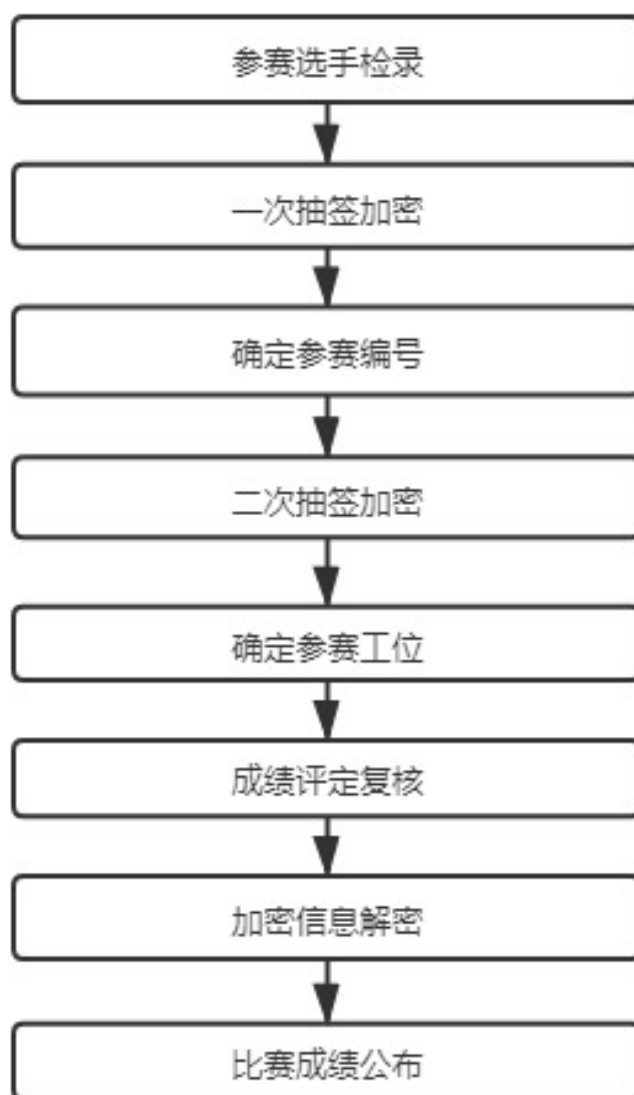 参赛选手检录
一次抽签加密
确定参赛编号
二次抽签加密
确定参赛工位
成绩评定复核
加密信息解密
比赛成绩公布